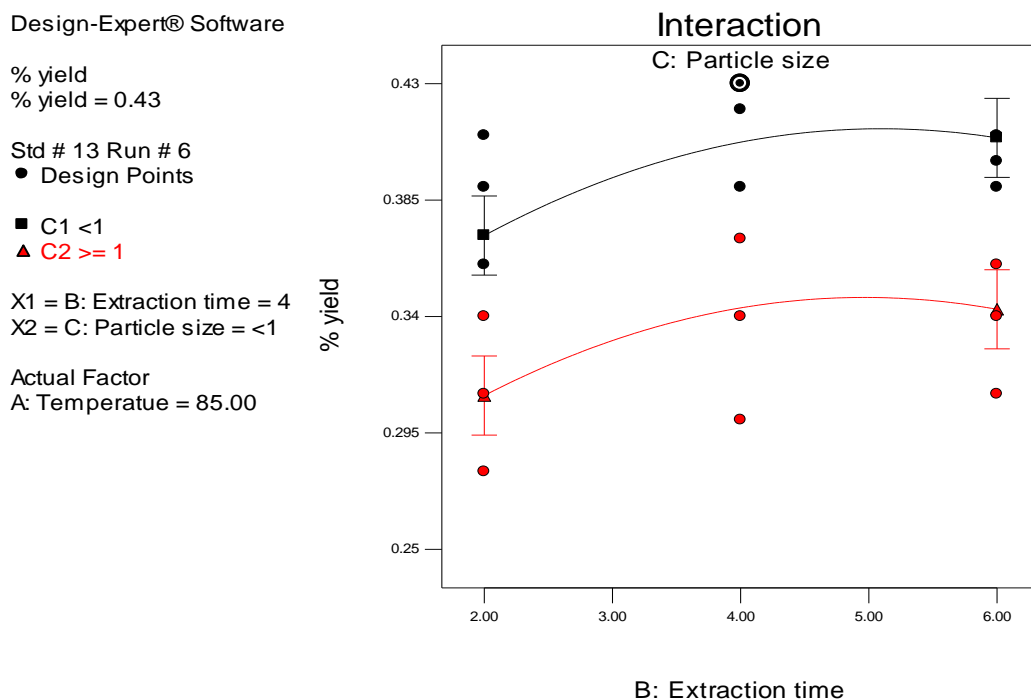 Design-Expert® Software
% yield
% yield = 0.43
Std # 13 Run # 6
Design Points
C1 <1
C2 >= 1
X1 = B: Extraction time = 4
X2 = C: Particle size = <1
Actual Factor
A: Temperatue = 85.00
Interaction
C: Particle size
0.43
0.385
0.34
0.295
0.25
% yield
2.00 3.00 4.00 5.00 6.00
B: Extraction time